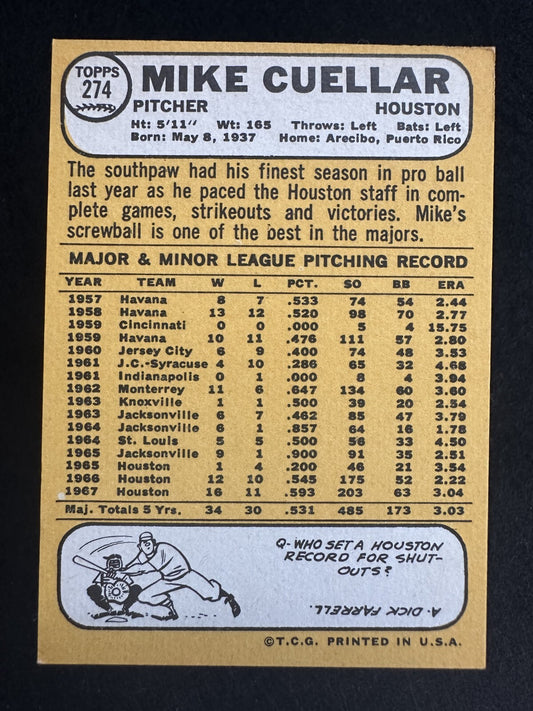 TOPPS
274
MIKE CUELLAR
PITCHER HOUSTON
Ht: 5'11" Wt: 165 Throws: Left Bats: Left
Born: May 8, 1937 Home: Arecibo, Puerto Rico
The southpaw had his finest season in pro ball
last year as he paced the Houston staff in com-
plete games, strikeouts and victories. Mike's
screwball is one of the best in the majors.
MAJOR & MINOR LEAGUE PITCHING RECORD
YEAR TEAM W L PCT. SO BB ERA
1957 Havana 8 7 .533 74 54 2.44
1958 Havana 13 12 .520 98 70 2.77
1959 Cincinnati 0 0 .000 5 4 15.75
1959 Havana 10 11 .476 111 57 2.80
1960 Jersey City 6 9 .400 74 48 3.53
1961 J.C.-Syracuse 4 10 .286 65 32 4.68
1961 Indianapolis 0 1 .000 8 4 3.94
1962 Monterrey 11 6 .647 134 60 3.60
1963 Knoxville 1 1 .500 39 20 2.54
1963 Jacksonville 6 7 .462 85 47 3.79
1964 Jacksonville 6 1 .857 64 16 1.78
1964 St. Louis 5 5 .500 56 33 4.50
1965 Jacksonville 9 1 .900 91 35 2.51
1965 Houston 1 4 .200 46 21 3.54
1966 Houston 12 10 .545 175 52 2.22
1967 Houston 16 11 .593 203 63 3.04
Maj. Totals 5 Yrs. 34 30 .531 485 173 3.03
Q-WHO SET A HOUSTON
RECORD FOR SHUT-
OUTS?
A. DICK FARRELL.
©T.C.G. PRINTED IN U.S.A.